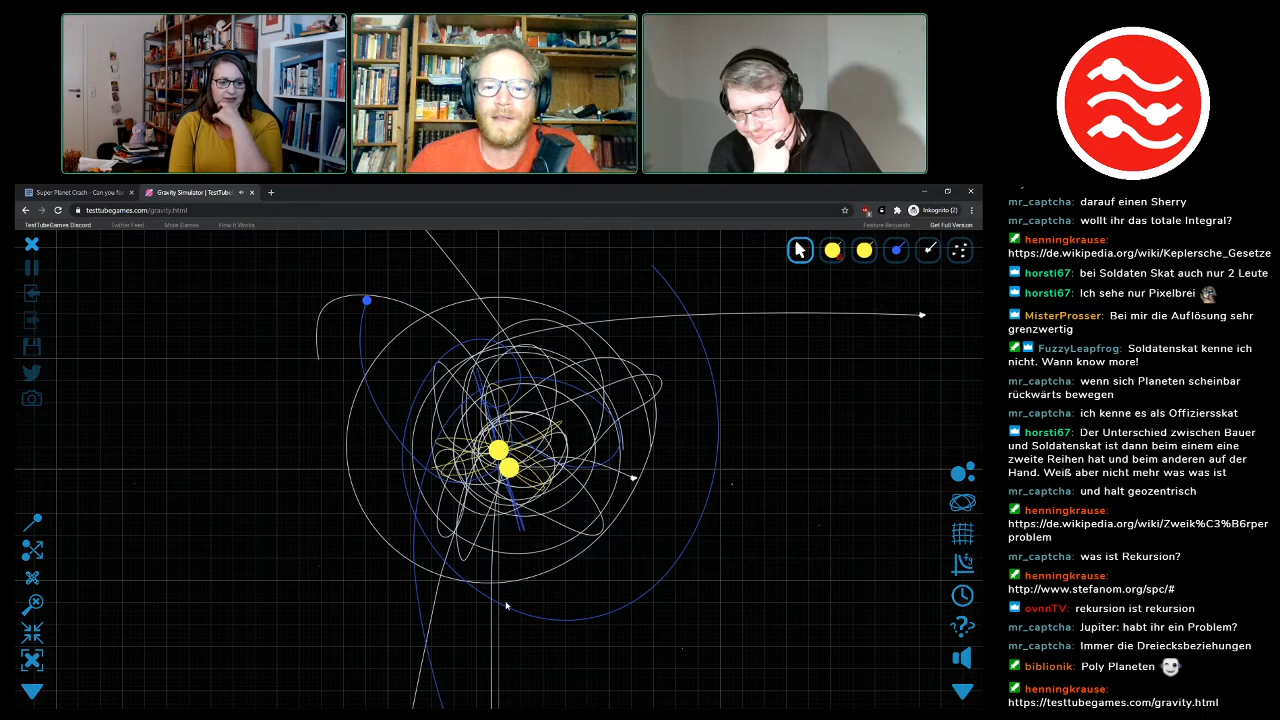 Super Planet Crash - Can you fee
Gravity Simulator | TestTubeG
testtubegames.com/gravity.html
Inkognito (2)
TestTubeGames Discord
Twitter Feed
More Games
How it Works
Feature Requests
Get Full Version
mr_captcha: darauf einen Sherry
mr_captcha: wollt ihr das totale Integral?
henningkrause:
https://de.wikipedia.org/wiki/Keplersche_Gesetze
horsti67: bei Soldaten Skat auch nur 2 Leute
horsti67: Ich sehe nur Pixelbrei
MisterProsser: Bei mir die Auflösung sehr
grenzwertig
FuzzyLeapfrog: Soldatenskat kenne ich
nicht. Wann know more!
mr_captcha: wenn sich Planeten scheinbar
rückwärts bewegen
mr_captcha: ich kenne es als Offiziersskat
horsti67: Der Unterschied zwischen Bauer
und Soldatenskat ist dann beim einem eine
zweite Reihen hat und beim anderen auf der
Hand. Weiß aber nicht mehr was was ist
mr_captcha: und halt geozentrisch
henningkrause:
https://de.wikipedia.org/wiki/Zweik%C3%B6rper
problem
mr_captcha: was ist Rekursion?
henningkrause:
http://www.stefanom.org/spc/#
ovnnTV: rekursion ist rekursion
mr_captcha: Jupiter: habt ihr ein Problem?
mr_captcha: Immer die Dreiecksbeziehungen
biblionik: Poly Planeten
henningkrause:
https://testtubegames.com/gravity.html